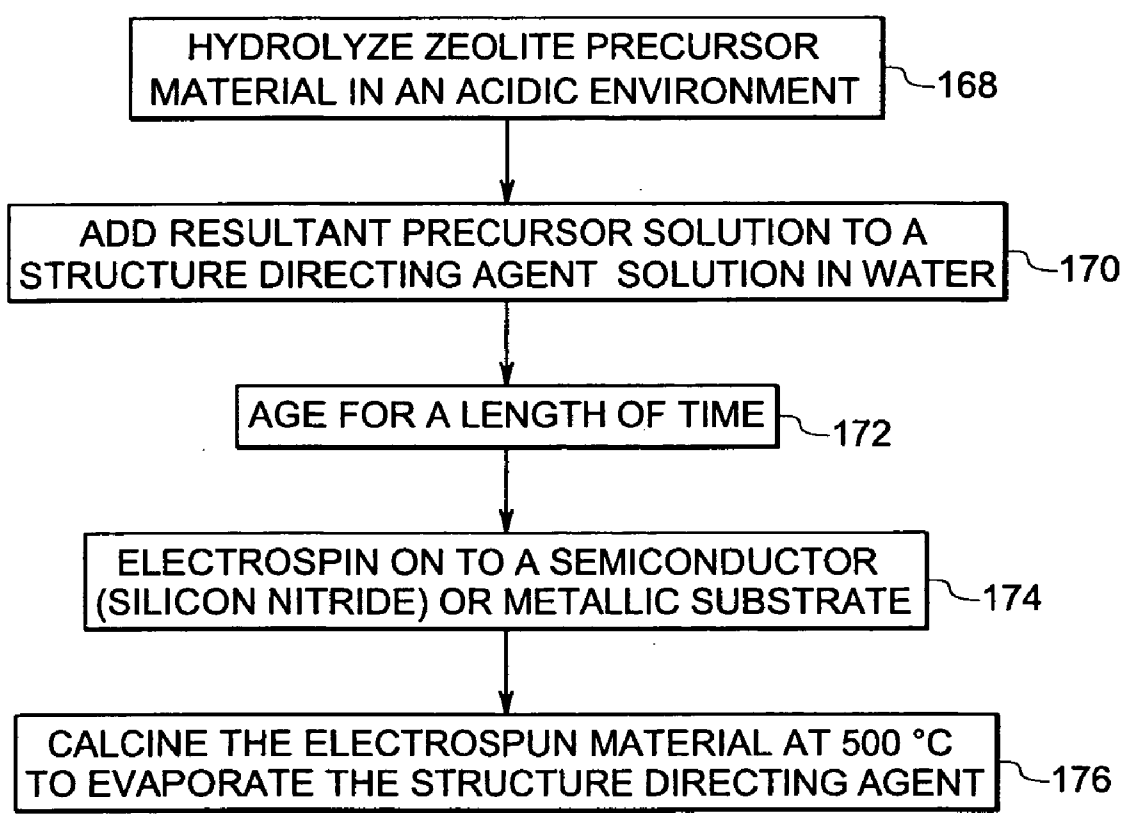 HYDROLYZE ZEOLITE PRECURSOR
MATERIAL IN AN ACIDIC ENVIRONMENT
168
ADD RESULTANT PRECURSOR SOLUTION TO A
STRUCTURE DIRECTING AGENT SOLUTION IN WATER
170
AGE FOR A LENGTH OF TIME
172
ELECTROSPIN ON TO A SEMICONDUCTOR
(SILICON NITRIDE) OR METALLIC SUBSTRATE
174
CALCINE THE ELECTROSPUN MATERIAL AT 500 °C
TO EVAPORATE THE STRUCTURE DIRECTING AGENT
176